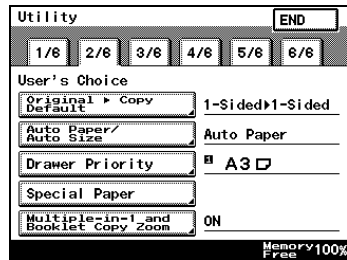 Utility END
1/6 2/6 3/6 4/6 5/6 6/6
User's Choice
Original ▸ Copy
Default
1-Sided▸1-Sided
Auto Paper/
Auto Size
Auto Paper
Drawer Priority
1 A3
Special Paper
Multiple-in-1 and
Booklet Copy Zoom
ON
Memory
Free 100%